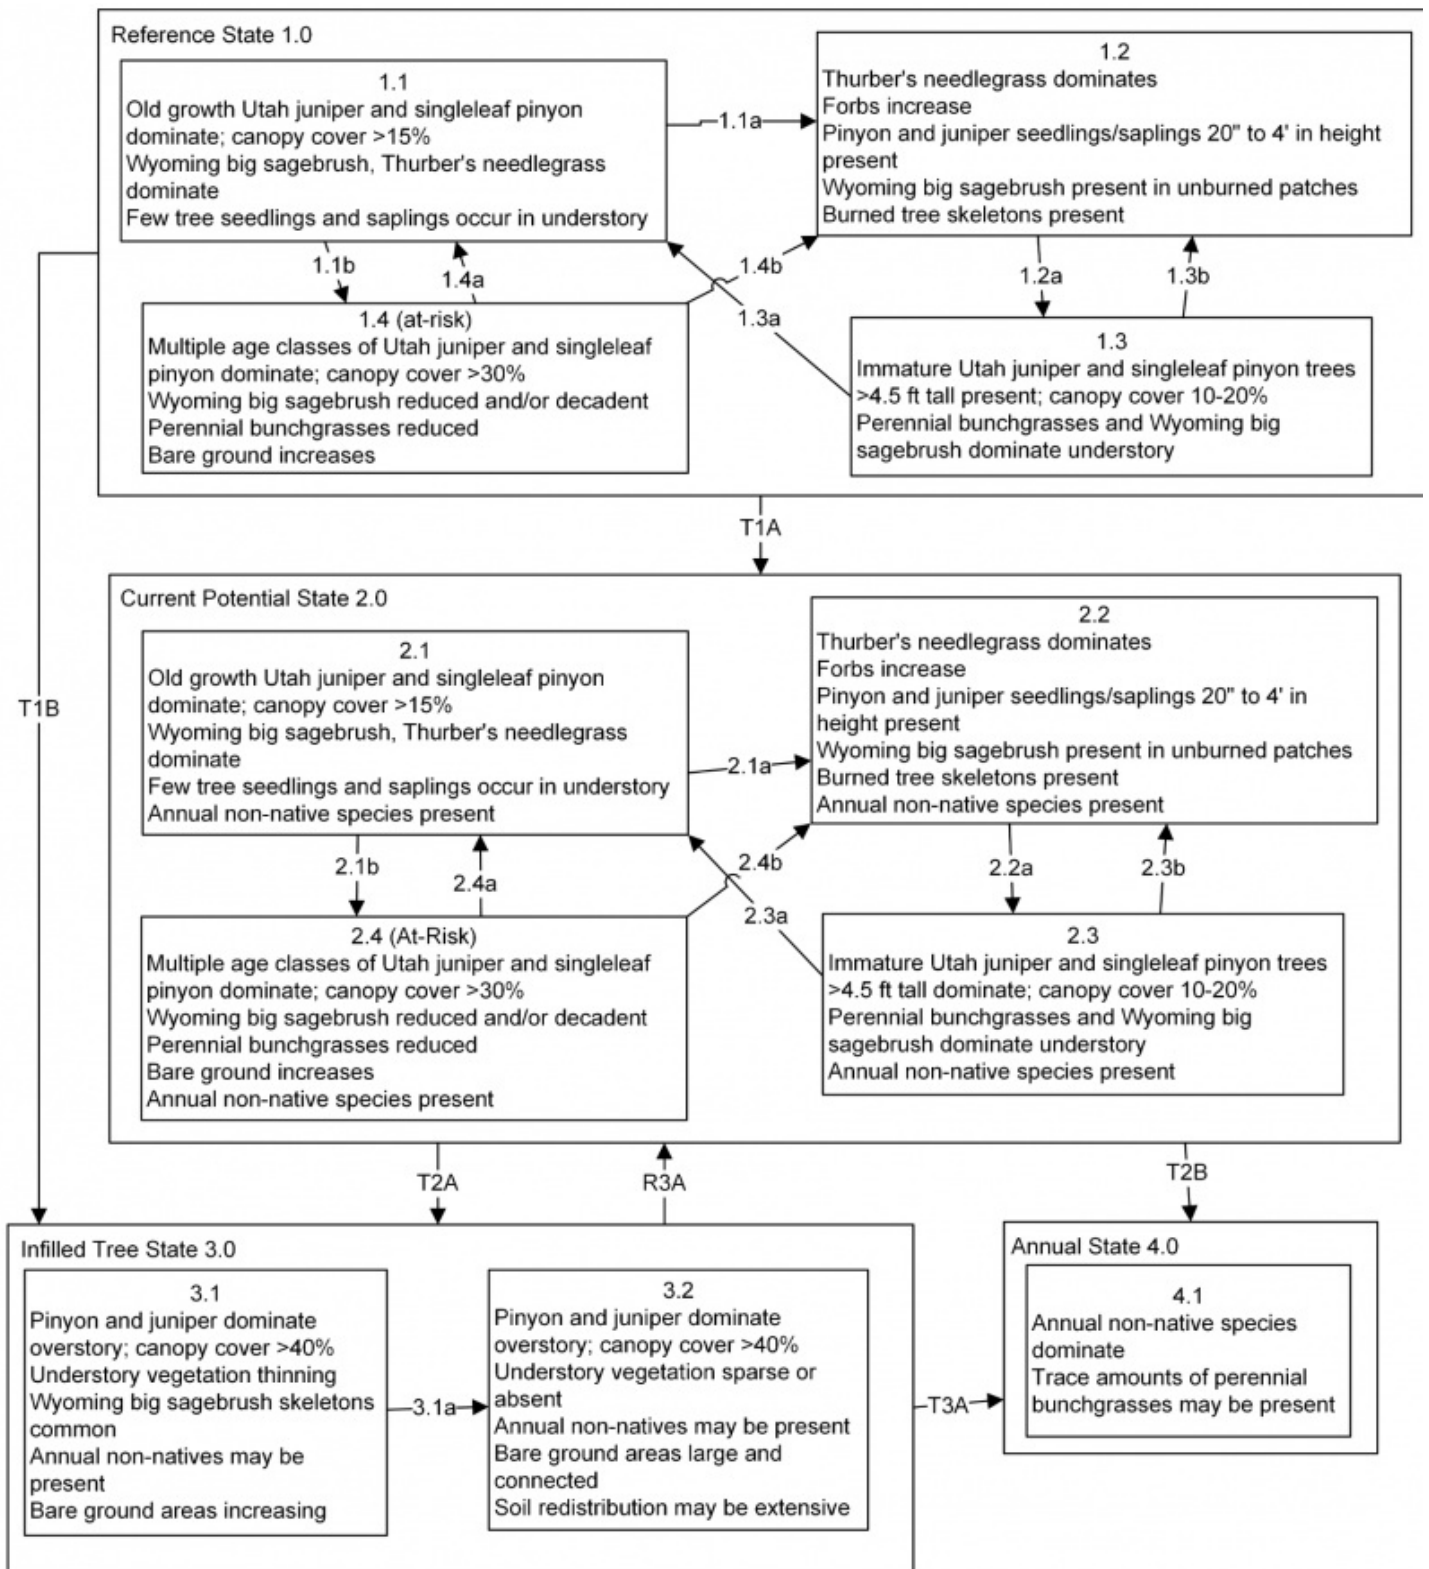 Reference State 1.0
1.1
Old growth Utah juniper and singleleaf pinyon
dominate; canopy cover >15%
Wyoming big sagebrush, Thurber's needlegrass
dominate
Few tree seedlings and saplings occur in understory
1.1a
1.2
Thurber's needlegrass dominates
Forbs increase
Pinyon and juniper seedlings/saplings 20" to 4' in height
present
Wyoming big sagebrush present in unburned patches
Burned tree skeletons present
1.1b
1.4a
1.4b
1.3a
1.2a
1.3b
1.4 (at-risk)
Multiple age classes of Utah juniper and singleleaf
pinyon dominate; canopy cover >30%
Wyoming big sagebrush reduced and/or decadent
Perennial bunchgrasses reduced
Bare ground increases
1.3
Immature Utah juniper and singleleaf pinyon trees
>4.5 ft tall present; canopy cover 10-20%
Perennial bunchgrasses and Wyoming big
sagebrush dominate understory
T1A
T1B
Current Potential State 2.0
2.1
Old growth Utah juniper and singleleaf pinyon
dominate; canopy cover >15%
Wyoming big sagebrush, Thurber's needlegrass
dominate
Few tree seedlings and saplings occur in understory
Annual non-native species present
2.1a
2.2
Thurber's needlegrass dominates
Forbs increase
Pinyon and juniper seedlings/saplings 20" to 4' in
height present
Wyoming big sagebrush present in unburned patches
Burned tree skeletons present
Annual non-native species present
2.1b
2.4a
2.4b
2.3a
2.2a
2.3b
2.4 (At-Risk)
Multiple age classes of Utah juniper and singleleaf
pinyon dominate; canopy cover >30%
Wyoming big sagebrush reduced and/or decadent
Perennial bunchgrasses reduced
Bare ground increases
Annual non-native species present
2.3
Immature Utah juniper and singleleaf pinyon trees
>4.5 ft tall dominate; canopy cover 10-20%
Perennial bunchgrasses and Wyoming big
sagebrush dominate understory
Annual non-native species present
T2A
R3A
T2B
Infilled Tree State 3.0
3.1
Pinyon and juniper dominate
overstory; canopy cover >40%
Understory vegetation thinning
Wyoming big sagebrush skeletons
common
Annual non-natives may be
present
Bare ground areas increasing
3.1a
3.2
Pinyon and juniper dominate
overstory; canopy cover >40%
Understory vegetation sparse or
absent
Annual non-natives may be present
Bare ground areas large and
connected
Soil redistribution may be extensive
T3A
Annual State 4.0
4.1
Annual non-native species
dominate
Trace amounts of perennial
bunchgrasses may be present